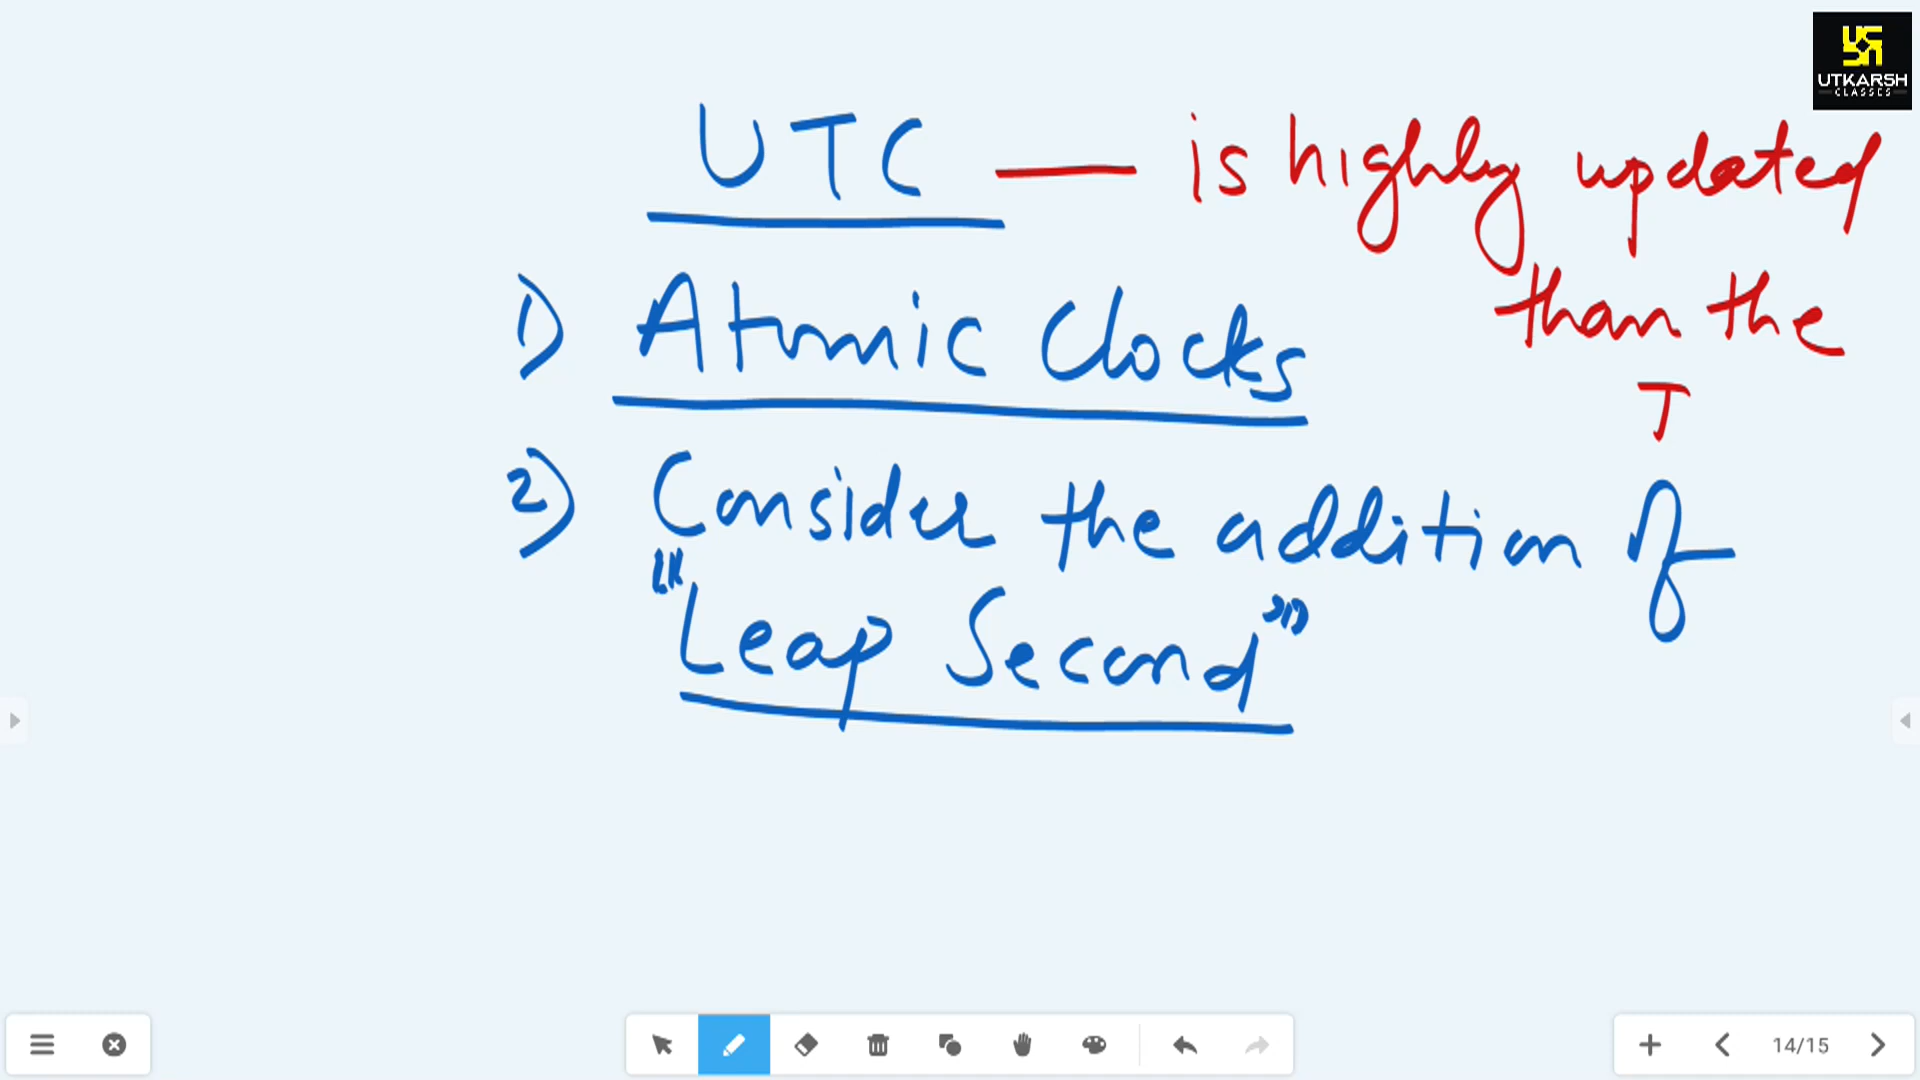 UTKARSH
CLASSES
UTC — is highly updated
than the
T
1) Atomic Clocks
2) Consider the addition of
"Leap Second"
14/15